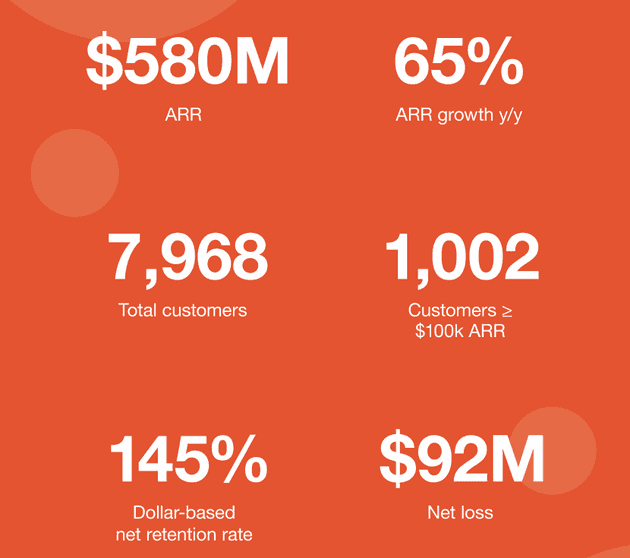 $580M
ARR
65%
ARR growth y/y
7,968
Total customers
1,002
Customers ≥
$100k ARR
145%
Dollar-based
net retention rate
$92M
Net loss